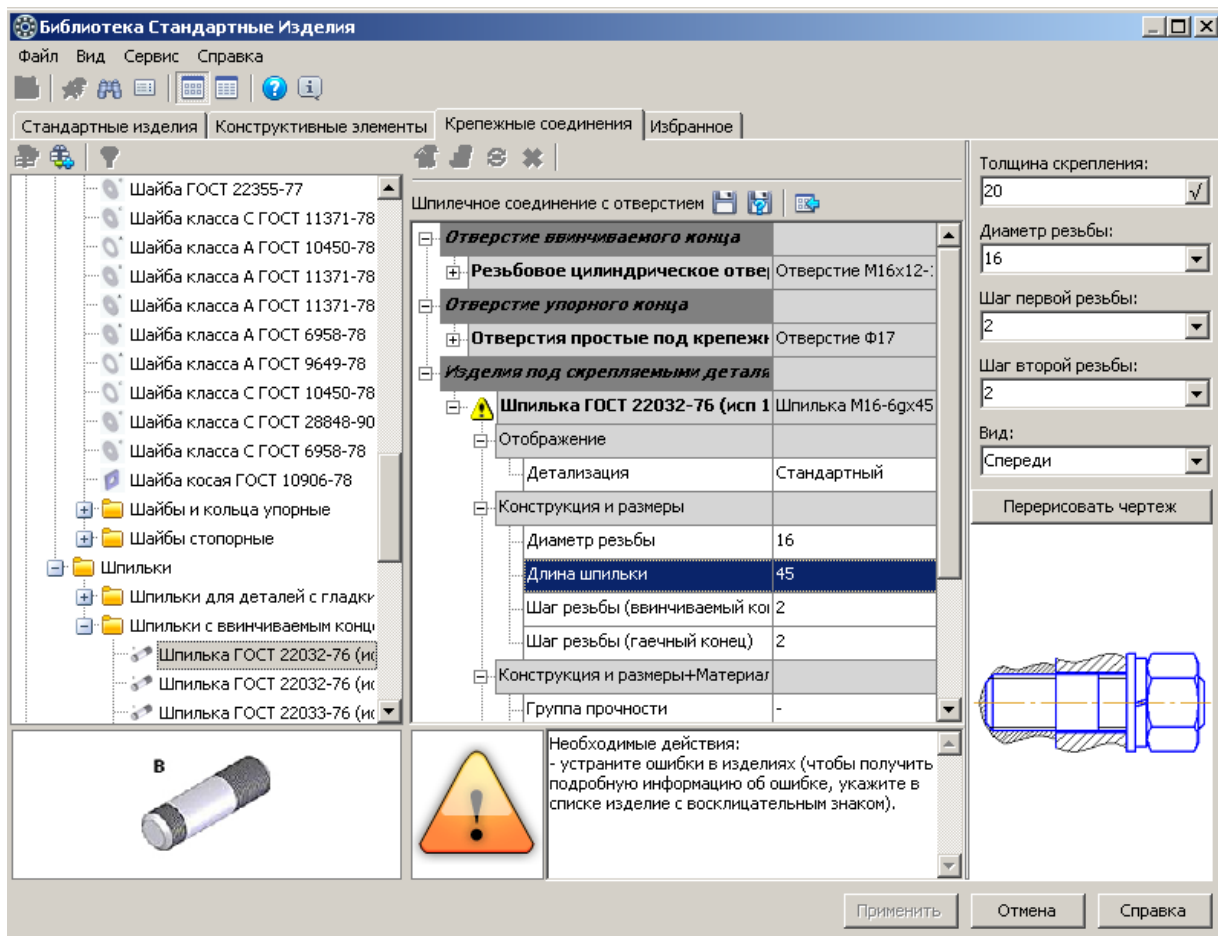 Библиотека Стандартные Изделия
Файл Вид Сервис Справка
Стандартные изделия Конструктивные элементы Крепежные соединения Избранное
Шайба ГОСТ 22355-77
Шайба класса C ГОСТ 11371-78
Шайба класса А ГОСТ 10450-78
Шайба класса А ГОСТ 11371-78
Шайба класса А ГОСТ 11371-78
Шайба класса А ГОСТ 6958-78
Шайба класса А ГОСТ 9649-78
Шайба класса С ГОСТ 10450-78
Шайба класса С ГОСТ 28848-90
Шайба класса С ГОСТ 6958-78
Шайба косая ГОСТ 10906-78
Шайбы и кольца упорные
Шайбы стопорные
Шпильки
Шпильки для деталей с гладки
Шпильки с ввинчиваемым концо
Шпилька ГОСТ 22032-76 (ис
Шпилька ГОСТ 22032-76 (ис
Шпилька ГОСТ 22033-76 (ис
В
Шпилечное соединение с отверстием
Отверстие ввинчиваемого конца
Резьбовое цилиндрическое отве Отверстие М16х12-
Отверстие упорного конца
Отверстия простые под крепежн Отверстие Ф17
Изделия под скрепляемыми деталя
Шпилька ГОСТ 22032-76 (исп 1 Шпилька М16-6gx45
Отображение
Детализация Стандартный
Конструкция и размеры
Диаметр резьбы 16
Длина шпильки 45
Шаг резьбы (ввинчиваемый кон 2
Шаг резьбы (гаечный конец) 2
Конструкция и размеры+Материал
Группа прочности -
Необходимые действия:
- устраните ошибки в изделиях (чтобы получить
подробную информацию об ошибке, укажите в
списке изделие с восклицательным знаком).
Толщина скрепления:
20
Диаметр резьбы:
16
Шаг первой резьбы:
2
Шаг второй резьбы:
2
Вид:
Спереди
Перерисовать чертеж
Применить Отмена Справка